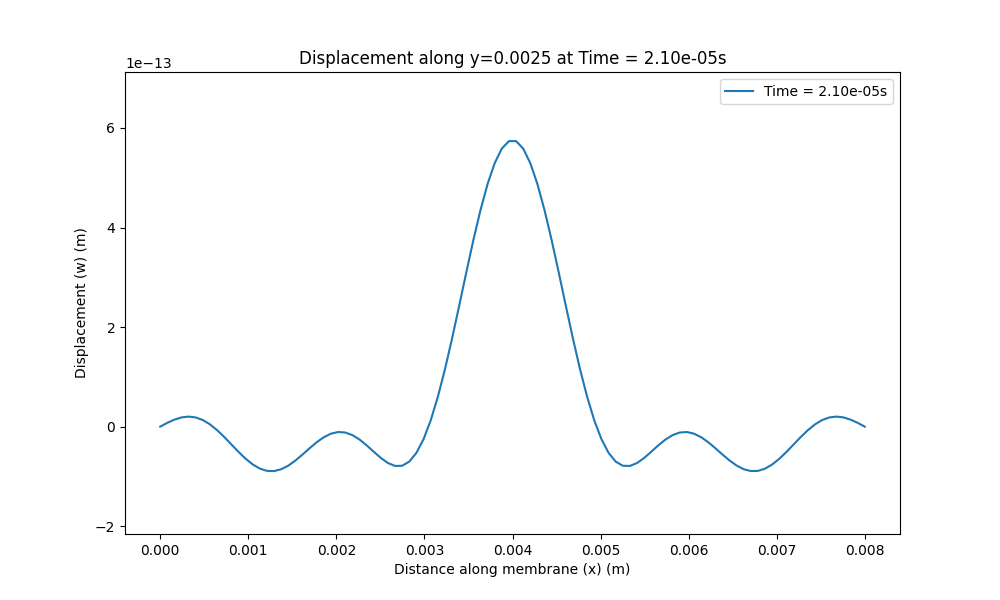 Displacement along y=0.0025 at Time = 2.10e-05s
1e−13
Time = 2.10e-05s
6
4
2
0
−2
Displacement (w) (m)
0.000 0.001 0.002 0.003 0.004 0.005 0.006 0.007 0.008
Distance along membrane (x) (m)